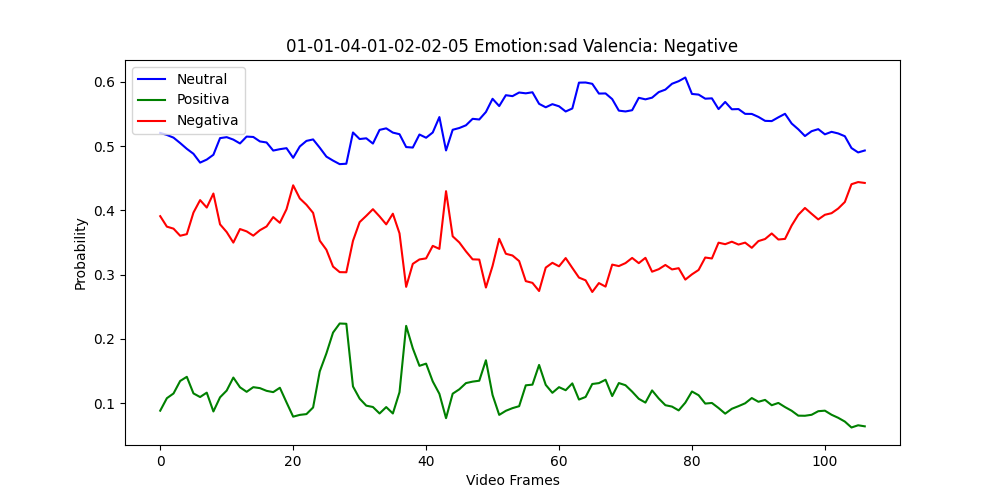 01-01-04-01-02-02-05 Emotion:sad Valencia: Negative
Neutral
Positiva
Negativa
Probability
0.6
0.5
0.4
0.3
0.2
0.1
0 20 40 60 80 100
Video Frames